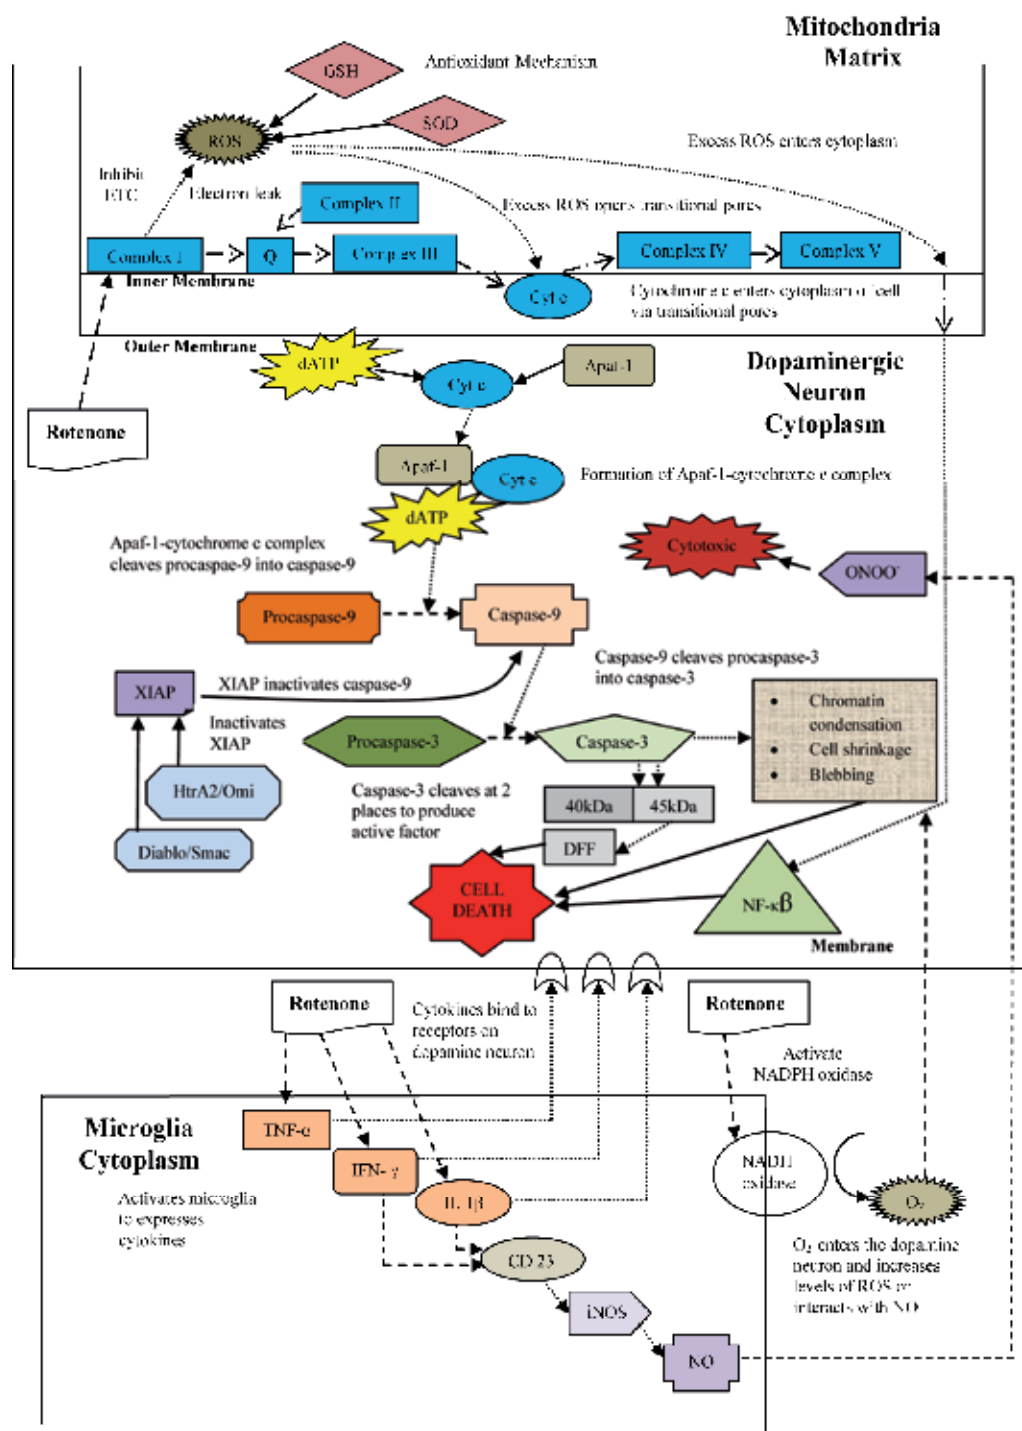 Mitochondria
Matrix
GSH
Antioxidant Mechanism
SOD
ROS
Excess ROS enters cytoplasm
Inhibit
ETC
Electron leak
Complex II
Excess ROS opens transitional pores
Complex I
Q
Complex III
Complex IV
Complex V
Inner Membrane
Cyt c
Cytochrome c enters cytoplasm of cell
via transitional pores
Outer Membrane
dATP
Cyt c
Apaf-1
Dopaminergic
Neuron
Cytoplasm
Rotenone
Apaf-1
Cyt c
Formation of Apaf-1-cytochrome c complex
dATP
Apaf-1-cytochrome c complex
cleaves procaspae-9 into caspase-9
Cytotoxic
ONOO-
Procaspase-9
Caspase-9
Caspase-9 cleaves procaspase-3
into caspase-3
XIAP
XIAP inactivates caspase-9
Inactivates
XIAP
Procaspase-3
Caspase-3
• Chromatin
condensation
• Cell shrinkage
• Blebbing
HtrA2/Omi
Caspase-3 cleaves at 2
places to produce
active factor
40kDa
45kDa
Diablo/Smac
DFF
CELL
DEATH
NF-κβ
Membrane
Rotenone
Cytokines bind to
receptors on
dopamine neuron
Rotenone
Activate
NADPH oxidase
Microglia
Cytoplasm
TNF-α
IFN- γ
IL 1β
NADH
oxidase
O2
Activates microglia
to expresses
cytokines
CD 23
O2 enters the dopamine
neuron and increases
levels of ROS or
interacts with NO
iNOS
NO